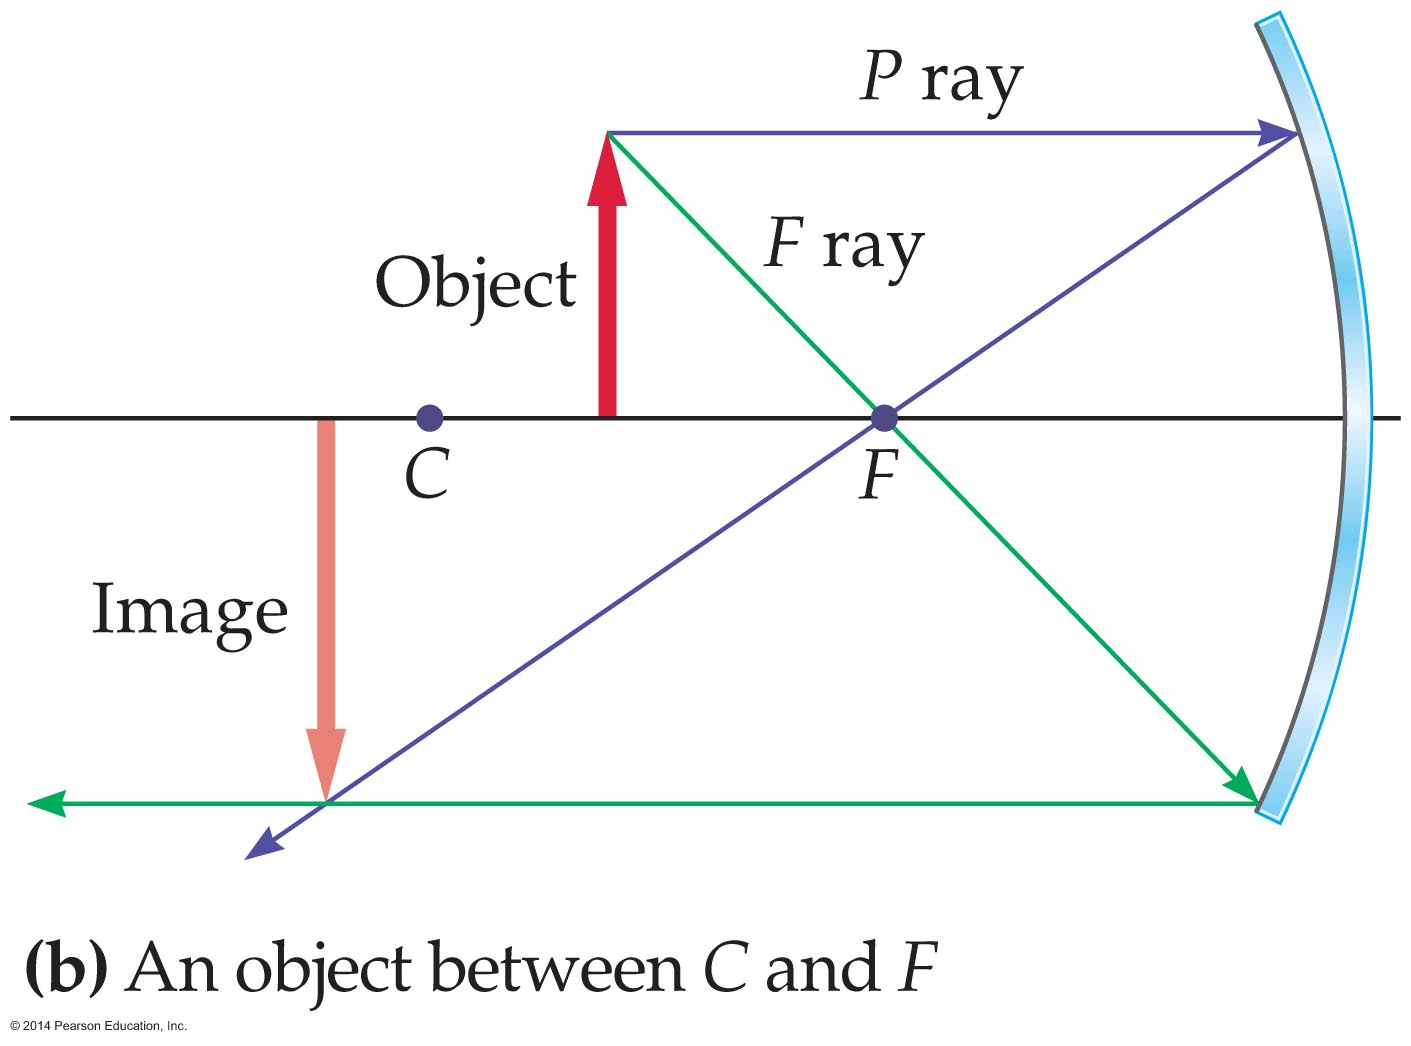 P ray
F ray
Object
C
F
Image
(b) An object between C and F
© 2014 Pearson Education, Inc.